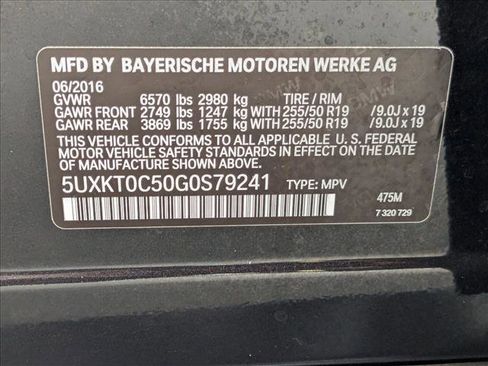 MFD BY BAYERISCHE MOTOREN WERKE AG
06/2016
GVWR 6570 lbs 2980 kg TIRE / RIM
GAWR FRONT 2749 lbs 1247 kg WITH 255/50 R19 /9.0J x 19
GAWR REAR 3869 lbs 1755 kg WITH 255/50 R19 /9.0J x 19
THIS VEHICLE CONFORMS TO ALL APPLICABLE U. S. FEDERAL
MOTOR VEHICLE SAFETY STANDARDS IN EFFECT ON THE DATE
OF MANUFACTURE SHOWN ABOVE.
5UXKT0C50G0S79241 TYPE: MPV
475M
7 320 729